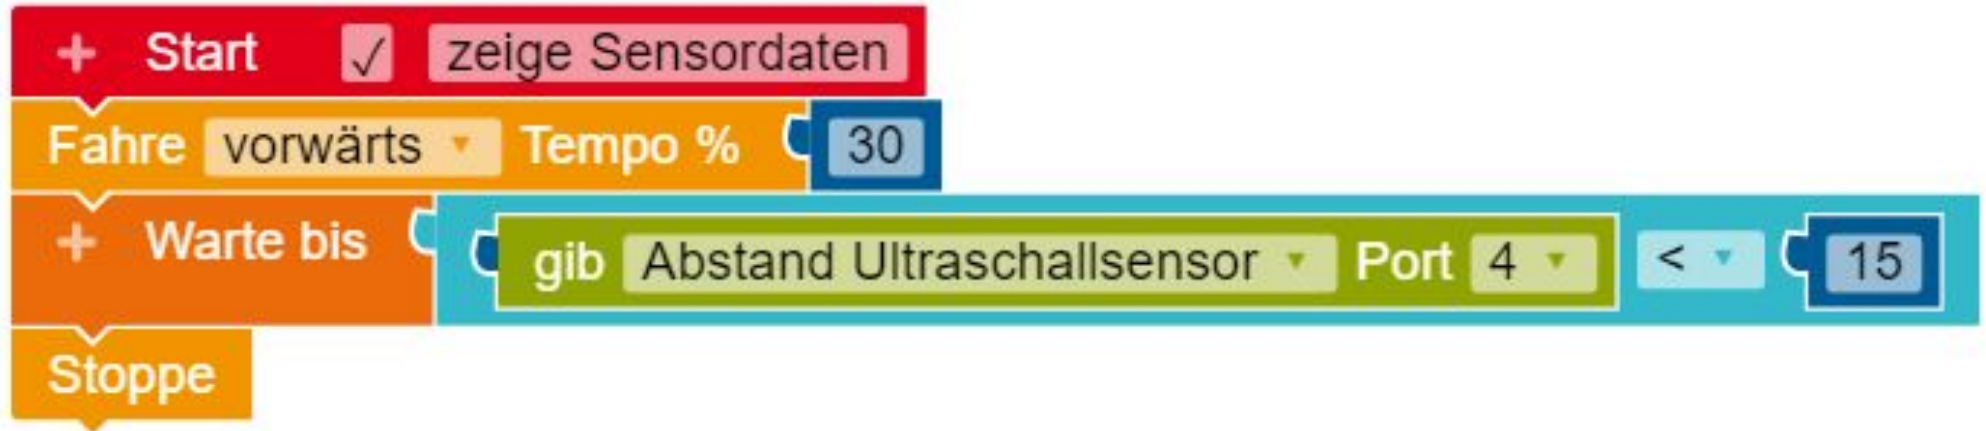 + Start ✓ zeige Sensordaten
Fahre vorwärts Tempo % 30
+ Warte bis gib Abstand Ultraschallsensor Port 4 < 15
Stoppe